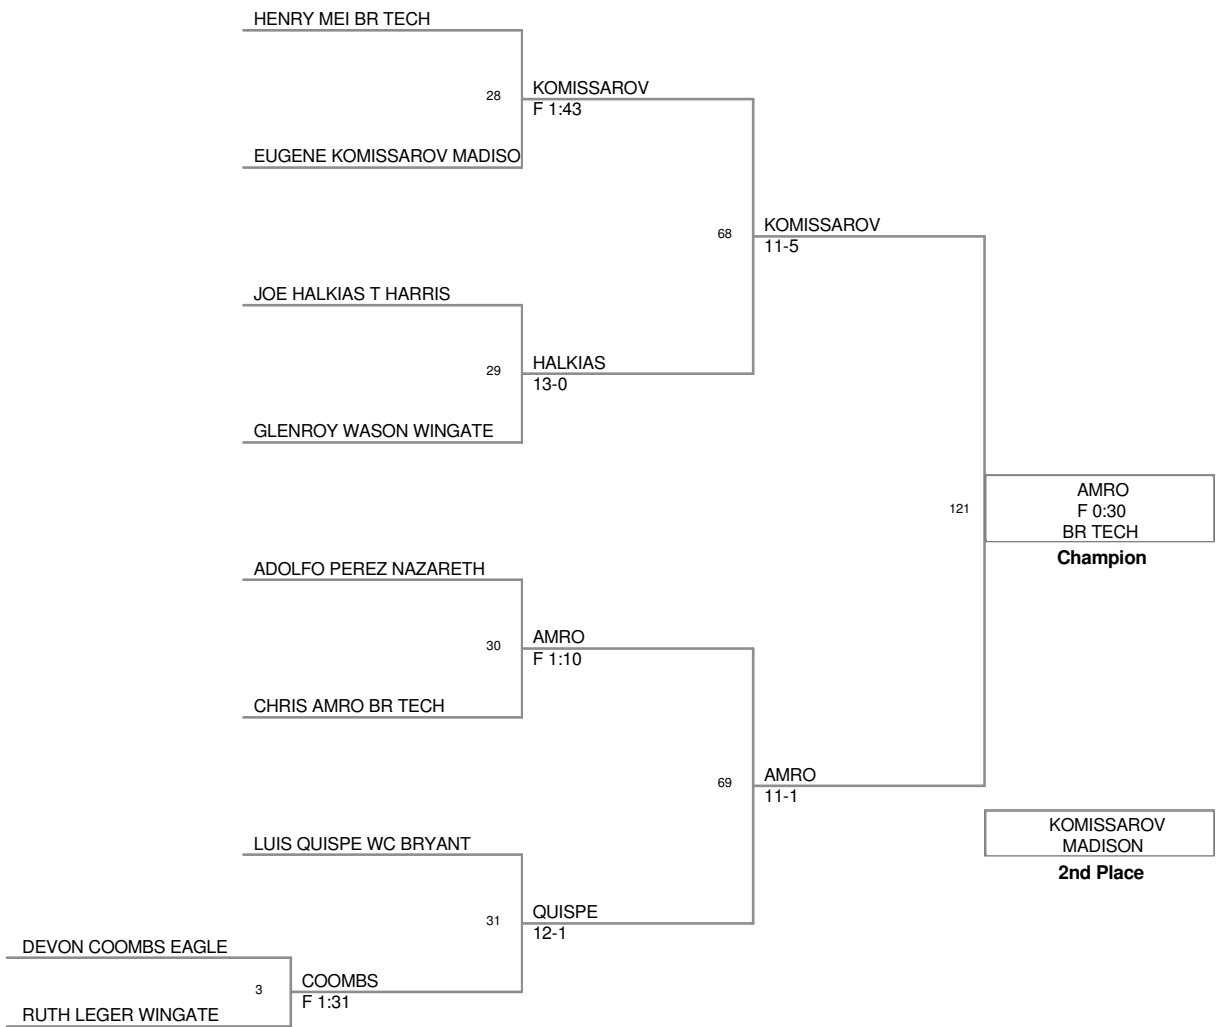 HENRY MEI BR TECH
28
KOMISSAROV
F 1:43
EUGENE KOMISSAROV MADISO
68
KOMISSAROV
11-5
JOE HALKIAS T HARRIS
29
HALKIAS
13-0
GLENROY WASON WINGATE
121
AMRO
F 0:30
BR TECH
Champion
ADOLFO PEREZ NAZARETH
30
AMRO
F 1:10
CHRIS AMRO BR TECH
69
AMRO
11-1
KOMISSAROV
MADISON
2nd Place
LUIS QUISPE WC BRYANT
31
QUISPE
12-1
DEVON COOMBS EAGLE
3
COOMBS
F 1:31
RUTH LEGER WINGATE